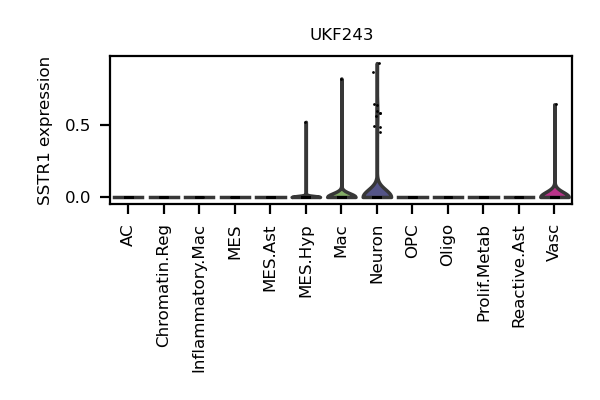 UKF243
SSTR1 expression
0.5
0.0
AC
Chromatin.Reg
Inflammatory.Mac
MES
MES.Ast
MES.Hyp
Mac
Neuron
OPC
Oligo
Prolif.Metab
Reactive.Ast
Vasc